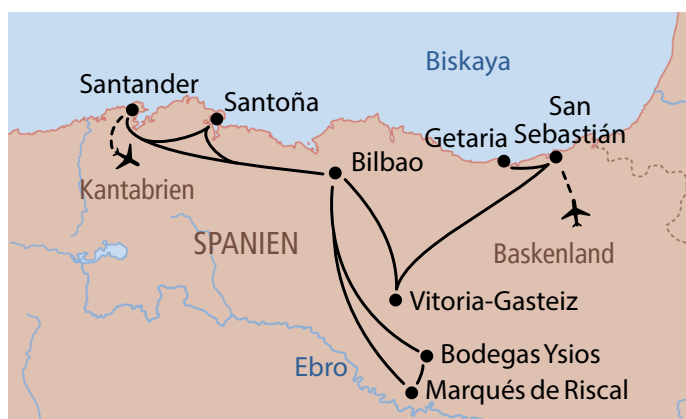 Biskaya
Santander
Santoña
San
Sebastián
Getaria
Bilbao
Kantabrien
SPANIEN
Baskenland
Vitoria-Gasteiz
Bodegas Ysios
Ebro
Marqués de Riscal